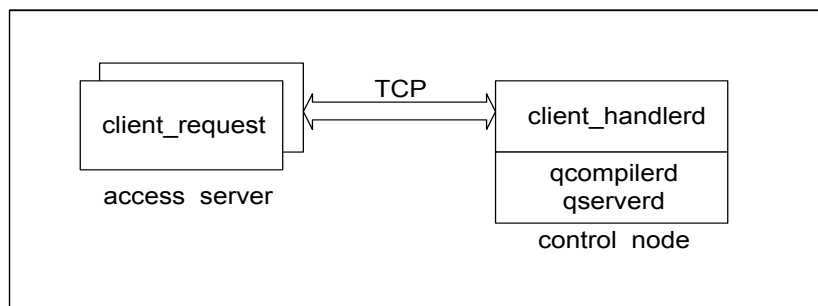 TCP
client_request
client_handlerd
qcompilerd
qserverd
access server
control node